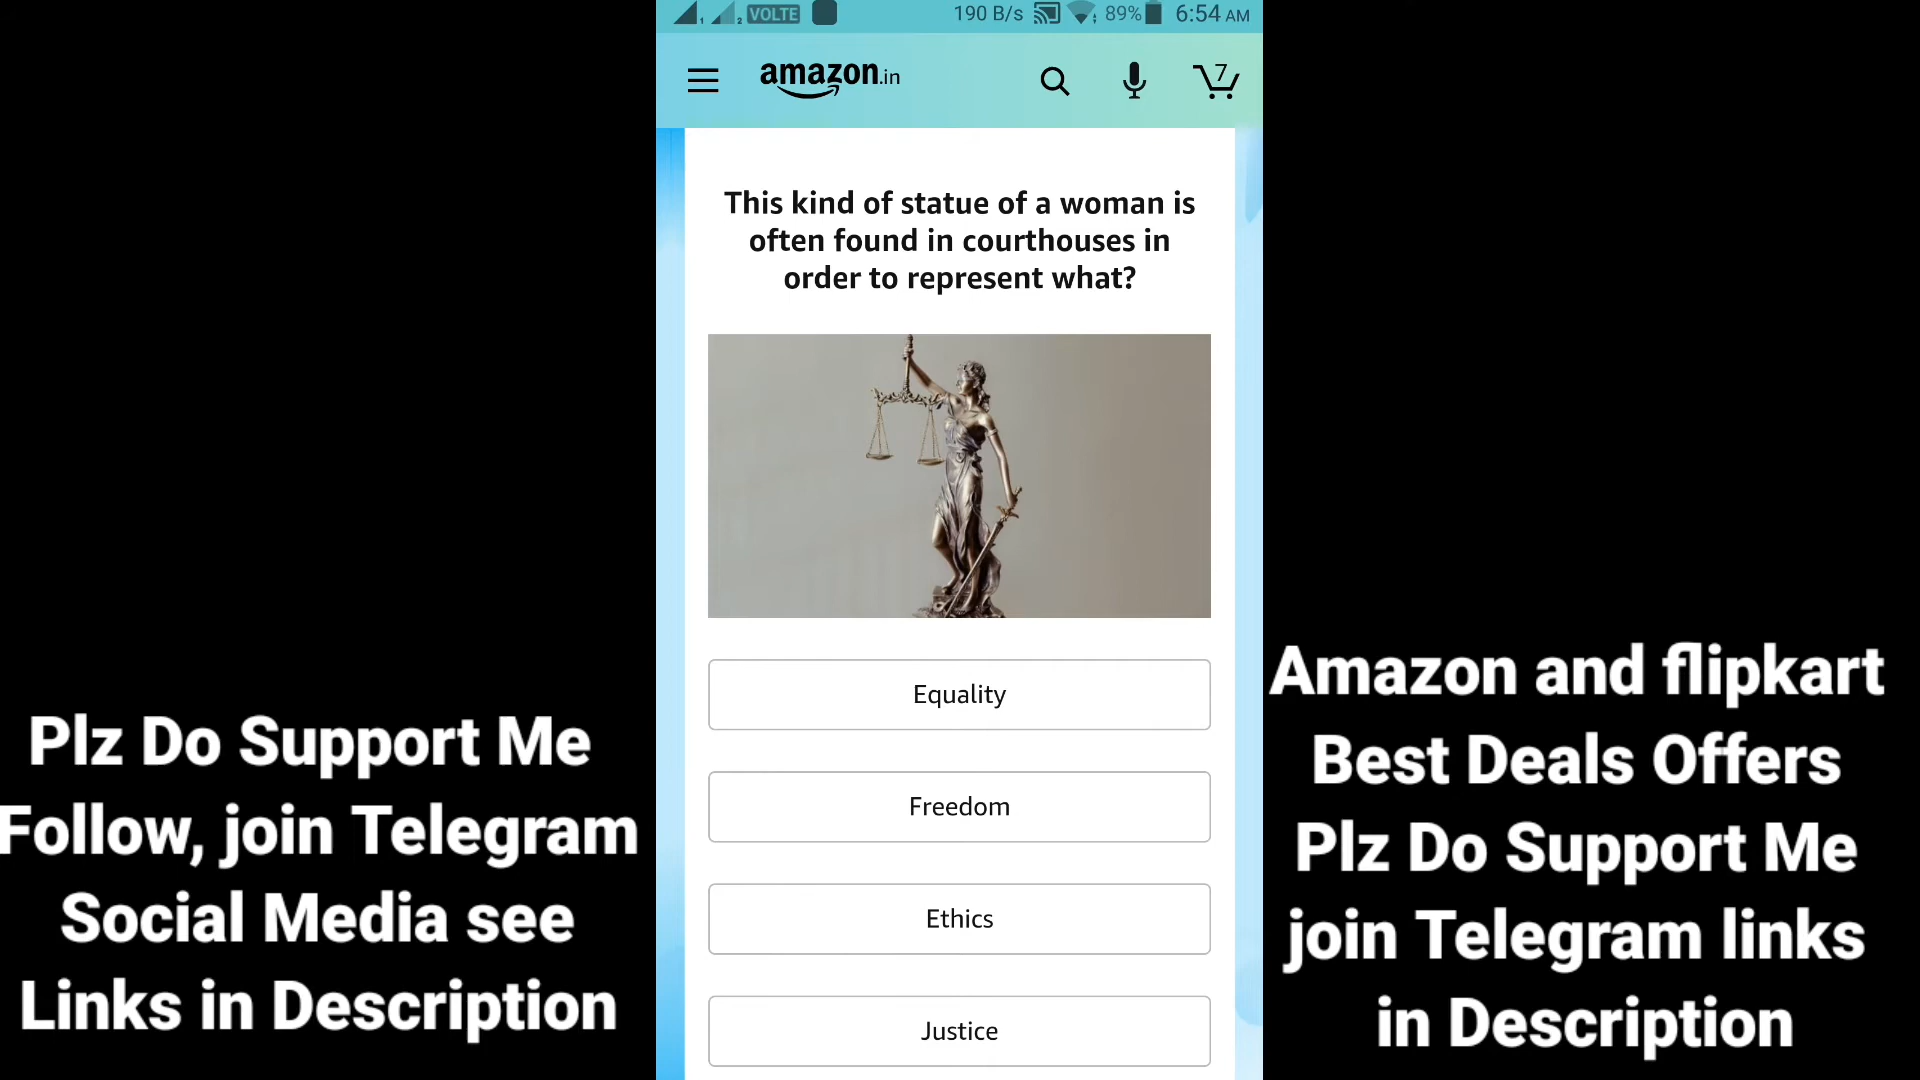 1 2 VOLTE 190 B/s 89% 6:54 AM
amazon.in 7
This kind of statue of a woman is
often found in courthouses in
order to represent what?
Equality
Freedom
Ethics
Justice
Plz Do Support Me
Follow, join Telegram
Social Media see
Links in Description
Amazon and flipkart
Best Deals Offers
Plz Do Support Me
join Telegram links
in Description